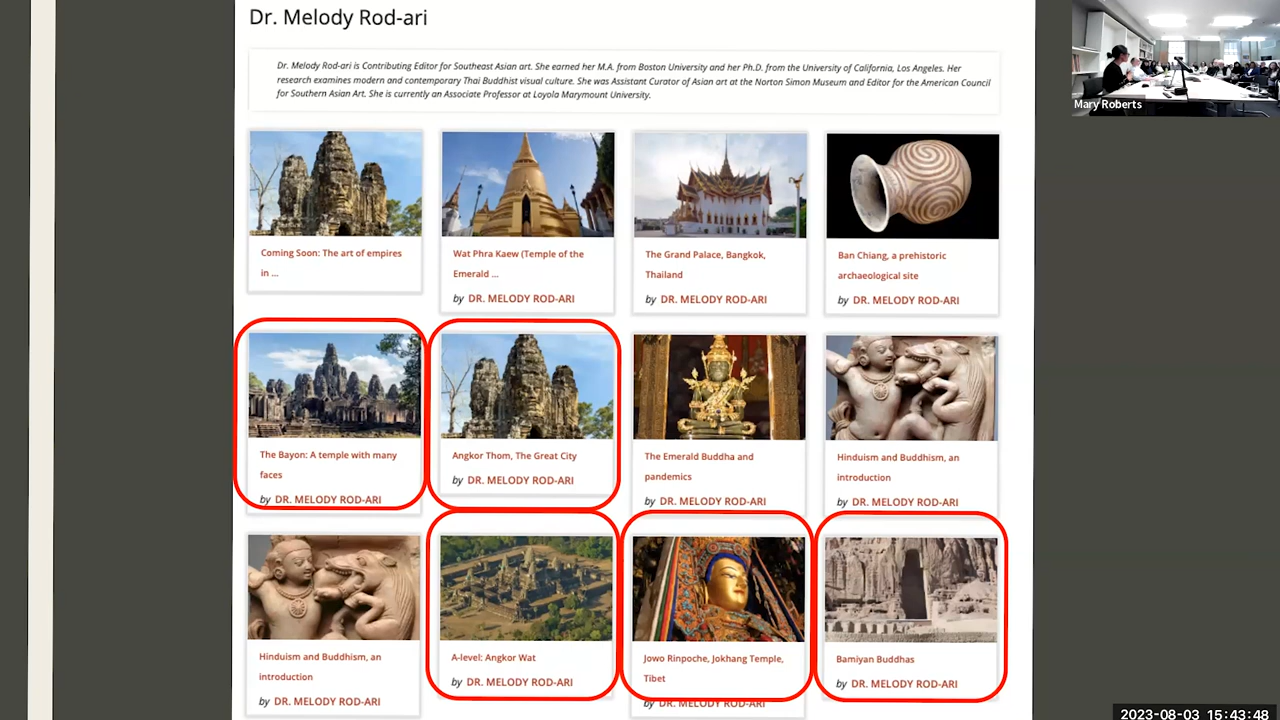 Dr. Melody Rod-ari
Dr. Melody Rod-ari is Contributing Editor for Southeast Asian art. She earned her M.A. from Boston University and her Ph.D. from the University of California, Los Angeles. Her
research examines modern and contemporary Thai Buddhist visual culture. She was Assistant Curator of Asian art at the Norton Simon Museum and Editor for the American Council
for Southern Asian Art. She is currently an Associate Professor at Loyola Marymount University.
Mary Roberts
Coming Soon: The art of empires
in ...
Wat Phra Kaew (Temple of the
Emerald ...
by DR. MELODY ROD-ARI
The Grand Palace, Bangkok,
Thailand
by DR. MELODY ROD-ARI
Ban Chiang, a prehistoric
archaeological site
by DR. MELODY ROD-ARI
The Bayon: A temple with many
faces
by DR. MELODY ROD-ARI
Angkor Thom, The Great City
by DR. MELODY ROD-ARI
The Emerald Buddha and
pandemics
by DR. MELODY ROD-ARI
Hinduism and Buddhism, an
introduction
by DR. MELODY ROD-ARI
Hinduism and Buddhism, an
introduction
by DR. MELODY ROD-ARI
A-level: Angkor Wat
by DR. MELODY ROD-ARI
Jowo Rinpoche, Jokhang Temple,
Tibet
by DR. MELODY ROD-ARI
Bamiyan Buddhas
by DR. MELODY ROD-ARI
2023-08-03 15:43:48